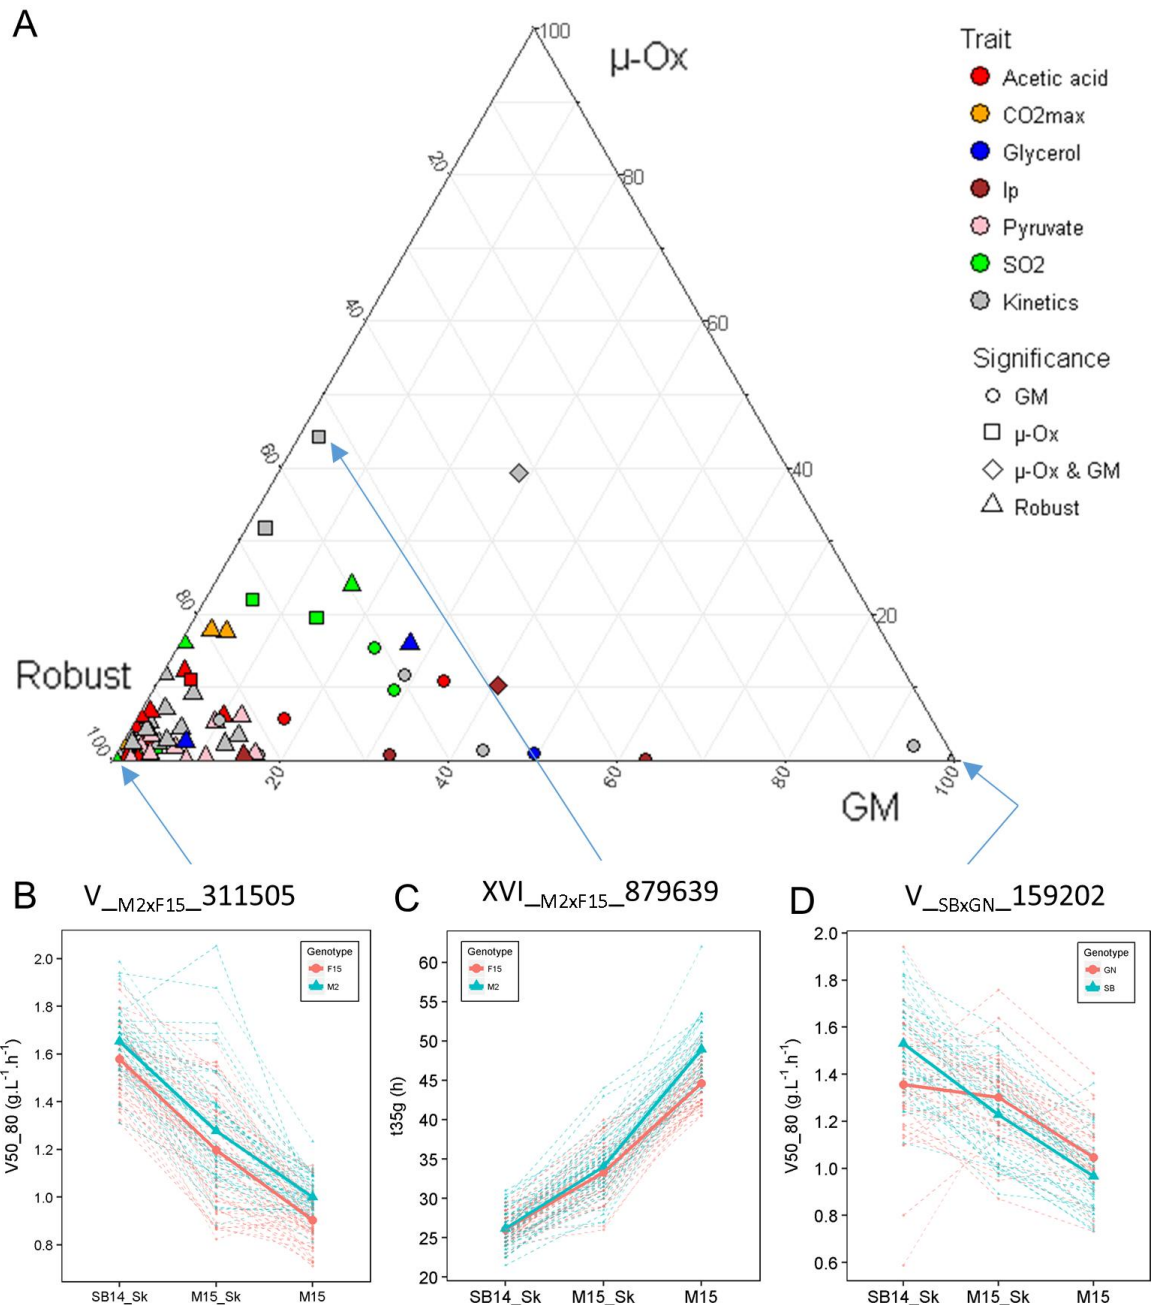 A
μ-Ox
100
80
60
40
20
20
40
60
80
100
20
40
60
80
100
Robust
GM
Trait
Acetic acid
CO2max
Glycerol
Ip
Pyruvate
SO2
Kinetics
Significance
GM
μ-Ox
μ-Ox & GM
Robust
B
V_M2xF15_311505
V50_80 (g.L-1.h-1)
2.0
1.8
1.6
1.4
1.2
1.0
0.8
Genotype
F15
M2
SB14_Sk
M15_Sk
M15
C
XVI_M2xF15_879639
t35g (h)
60
55
50
45
40
35
30
25
20
Genotype
F15
M2
SB14_Sk
M15_Sk
M15
D
V_SBxGN_159202
V50_80 (g.L-1.h-1)
2.0
1.8
1.6
1.4
1.2
1.0
0.8
0.6
Genotype
GN
SB
SB14_Sk
M15_Sk
M15